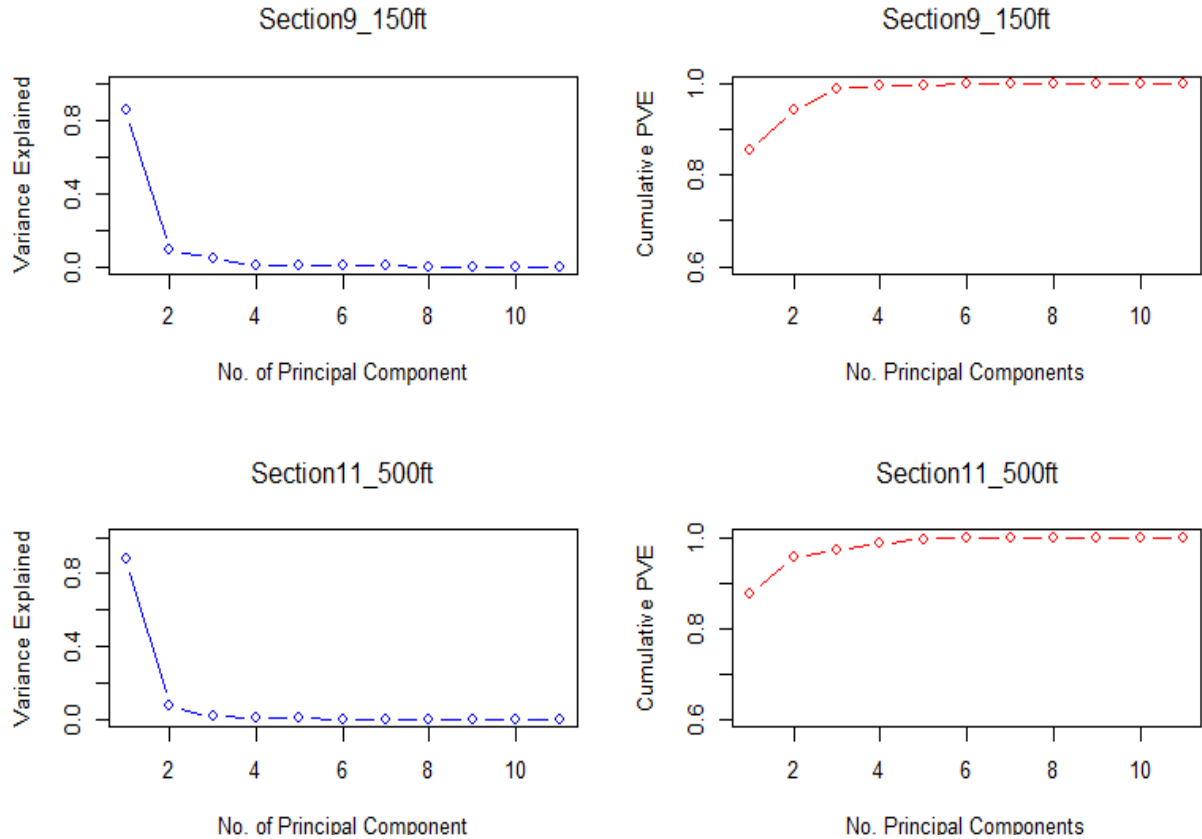 Section9_150ft
Variance Explained
0.0 0.4 0.8
2 4 6 8 10
No. of Principal Component
Section9_150ft
Cumulative PVE
0.6 0.8 1.0
2 4 6 8 10
No. Principal Components
Section11_500ft
Variance Explained
0.0 0.4 0.8
2 4 6 8 10
No. of Principal Component
Section11_500ft
Cumulative PVE
0.6 0.8 1.0
2 4 6 8 10
No. Principal Components